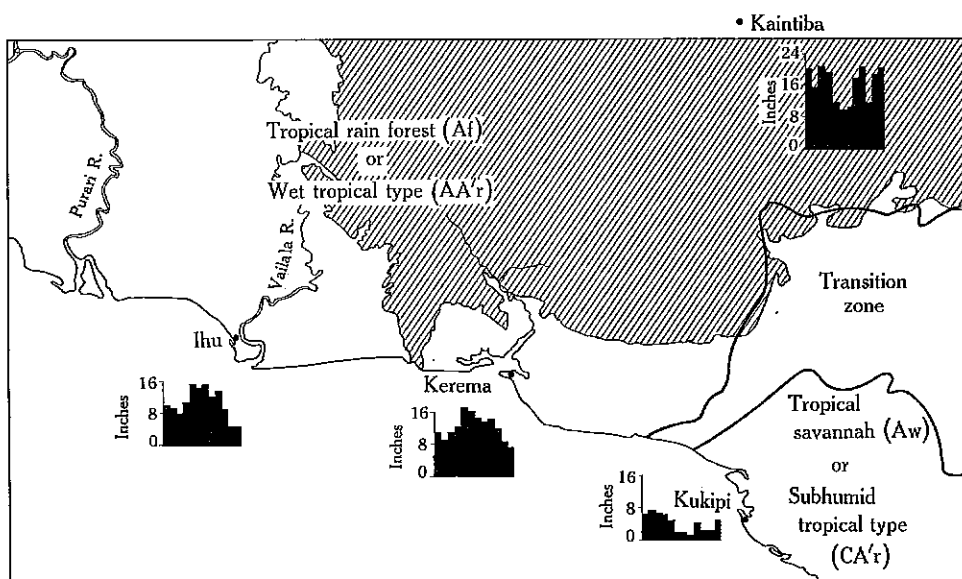 Kaintiba
24
16
8
0
Inches
Tropical rain forest (Af)
or
Wet tropical type (AA'r)
Purari R.
Vailala R.
Transition
zone
Ihu
16
8
0
Inches
Kerema
16
8
0
Inches
Tropical
savannah (Aw)
or
Subhumid
tropical type
(CA'r)
Kukipi
16
8
0
Inches